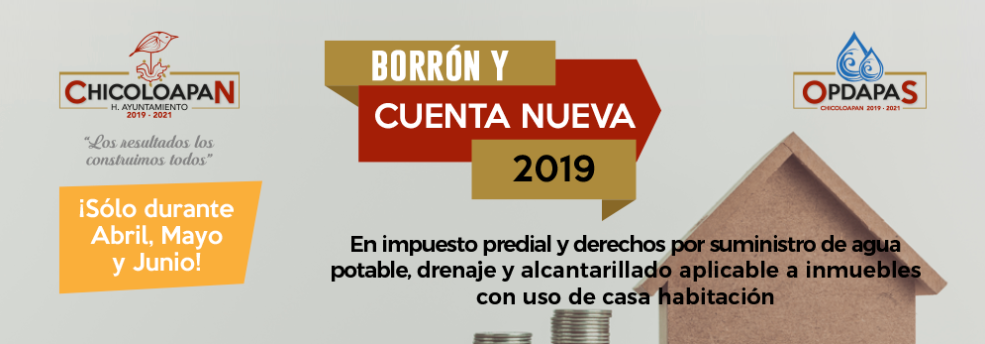 CHICOLOAPAN
H. AYUNTAMIENTO
2019 - 2021
"Los resultados los
construimos todos"
¡Sólo durante
Abril, Mayo
y Junio!
BORRÓN Y
CUENTA NUEVA
2019
En impuesto predial y derechos por suministro de agua
potable, drenaje y alcantarillado aplicable a inmuebles
con uso de casa habitación
OPDAPAS
CHICOLOAPAN 2019 - 2021